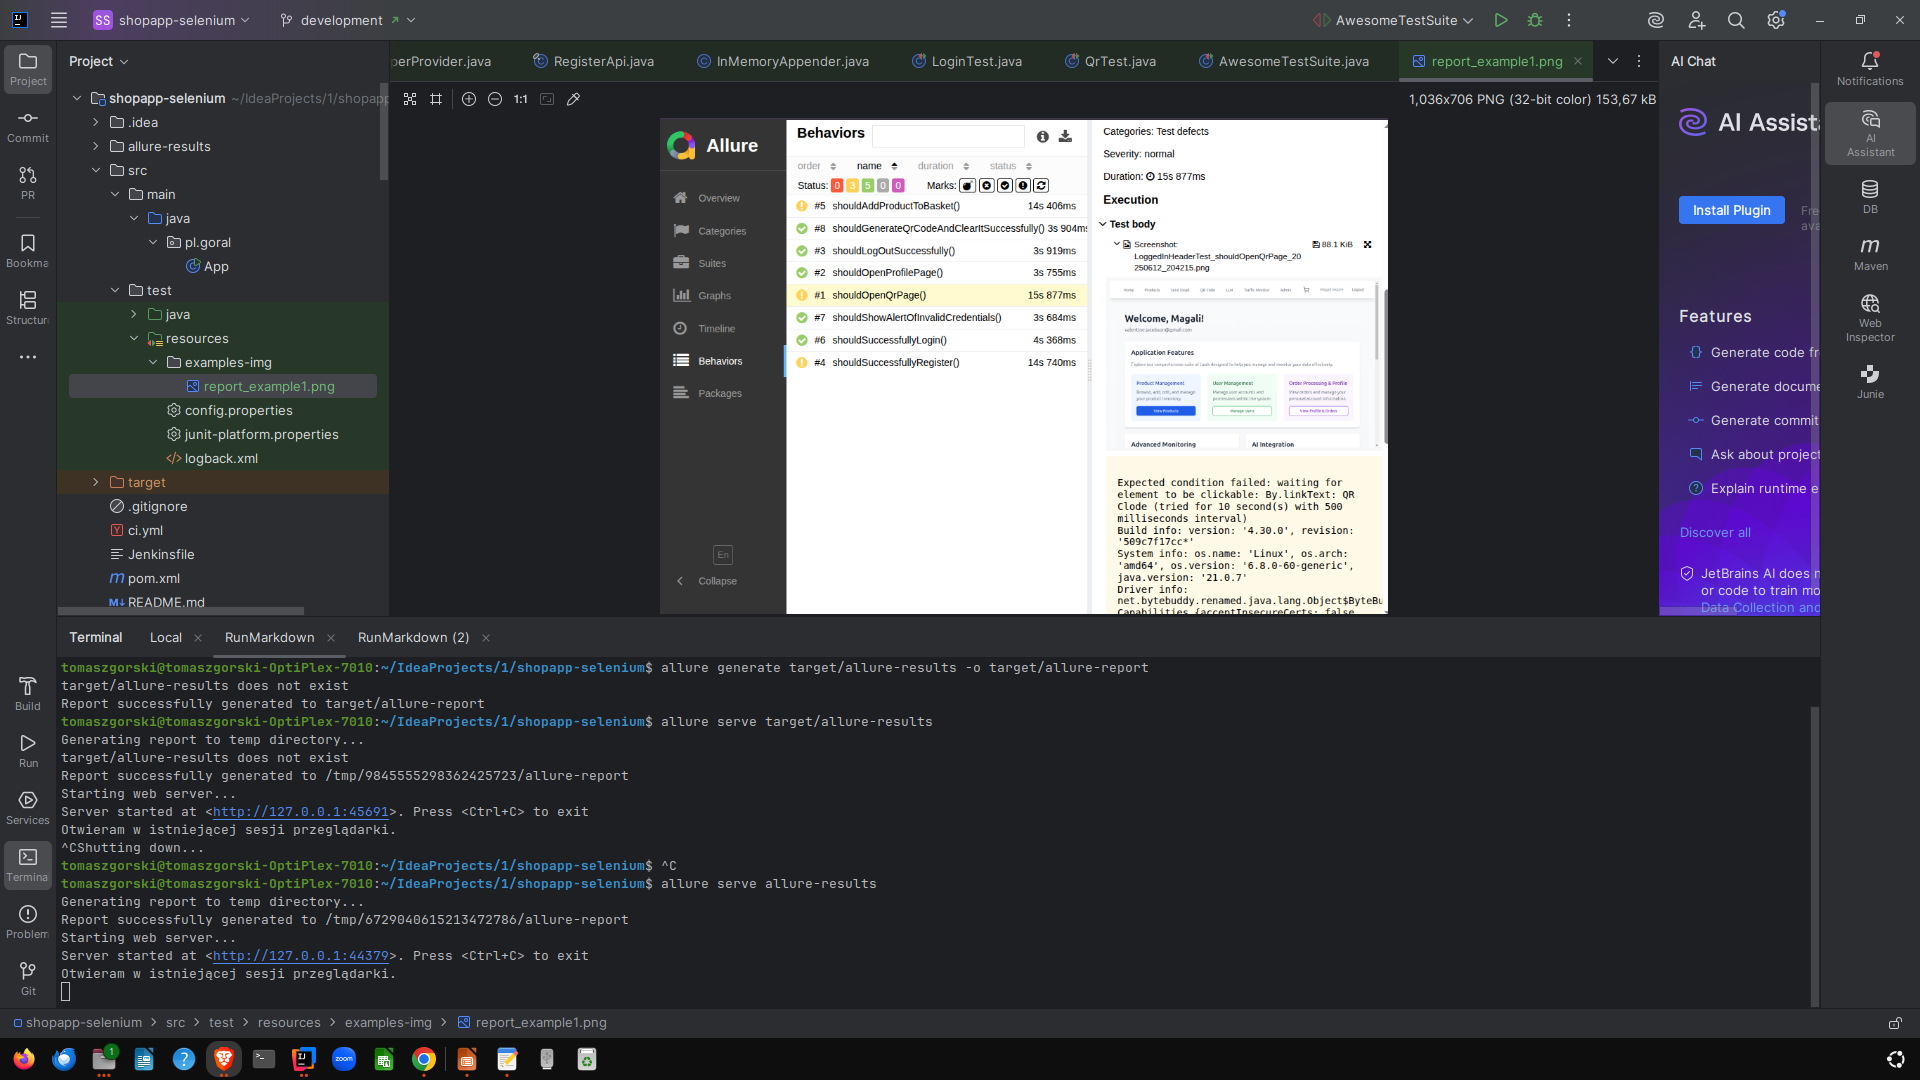 SS shopapp-selenium
development
AwesomeTestSuite
Project
perProvider.java
RegisterApi.java
InMemoryAppender.java
LoginTest.java
QrTest.java
AwesomeTestSuite.java
report_example1.png
AI Chat
Project
Commit
PR
Bookma
Structur
shopapp-selenium ~/IdeaProjects/1/shopapp
.idea
allure-results
src
main
java
pl.goral
App
test
java
resources
examples-img
report_example1.png
config.properties
junit-platform.properties
logback.xml
target
.gitignore
ci.yml
Jenkinsfile
pom.xml
README.md
1:1
1,036x706 PNG (32-bit color) 153,67 kB
Allure
Overview
Categories
Suites
Graphs
Timeline
Behaviors
Packages
En
Collapse
Behaviors
order name duration status
Status: 0 3 5 0 0 Marks:
#5 shouldAddProductToBasket() 14s 406ms
#8 shouldGenerateQrCodeAndClearItSuccessfully() 3s 904ms
#3 shouldLogOutSuccessfully() 3s 919ms
#2 shouldOpenProfilePage() 3s 755ms
#1 shouldOpenQrPage() 15s 877ms
#7 shouldShowAlertOfInvalidCredentials() 3s 684ms
#6 shouldSuccessfullyLogin() 4s 368ms
#4 shouldSuccessfullyRegister() 14s 740ms
Categories: Test defects
Severity: normal
Duration: 15s 877ms
Execution
Test body
Screenshot: 88.1 KiB
LoggedInHeaderTest_shouldOpenQrPage_20
250612_204215.png
Welcome, Magali!
Application Features
Product Management
User Management
Order Processing & Profile
View Products
Manage Users
View Profile & Orders
Advanced Monitoring
AI Integration
Expected condition failed: waiting for
element to be clickable: By.linkText: QR
Clode (tried for 10 second(s) with 500
milliseconds interval)
Build info: version: '4.30.0', revision:
'509c7f17cc*'
System info: os.name: 'Linux', os.arch:
'amd64', os.version: '6.8.0-60-generic',
java.version: '21.0.7'
Driver info:
net.bytebuddy.renamed.java.lang.Object$ByteBu
Capabilities {acceptInsecureCerts: false
AI Assista
Install Plugin
Fre
ava
Features
Generate code fr
Generate docume
Generate commit
Ask about project
Explain runtime e
Discover all
JetBrains AI does n
or code to train mo
Data Collection and
Notifications
AI
Assistant
DB
Maven
Web
Inspector
Junie
Terminal
Local
RunMarkdown
RunMarkdown (2)
tomaszgorski@tomaszgorski-OptiPlex-7010:~/IdeaProjects/1/shopapp-selenium$ allure generate target/allure-results -o target/allure-report
target/allure-results does not exist
Report successfully generated to target/allure-report
tomaszgorski@tomaszgorski-OptiPlex-7010:~/IdeaProjects/1/shopapp-selenium$ allure serve target/allure-results
Generating report to temp directory...
target/allure-results does not exist
Report successfully generated to /tmp/9845555298362425723/allure-report
Starting web server...
Server started at <http://127.0.0.1:45691>. Press <Ctrl+C> to exit
Otwieram w istniejącej sesji przeglądarki.
^CShutting down...
tomaszgorski@tomaszgorski-OptiPlex-7010:~/IdeaProjects/1/shopapp-selenium$ ^C
tomaszgorski@tomaszgorski-OptiPlex-7010:~/IdeaProjects/1/shopapp-selenium$ allure serve allure-results
Generating report to temp directory...
Report successfully generated to /tmp/6729040615213472786/allure-report
Starting web server...
Server started at <http://127.0.0.1:44379>. Press <Ctrl+C> to exit
Otwieram w istniejącej sesji przeglądarki.
Build
Run
Services
Termina
Problem
Git
shopapp-selenium > src > test > resources > examples-img > report_example1.png
1
zoom